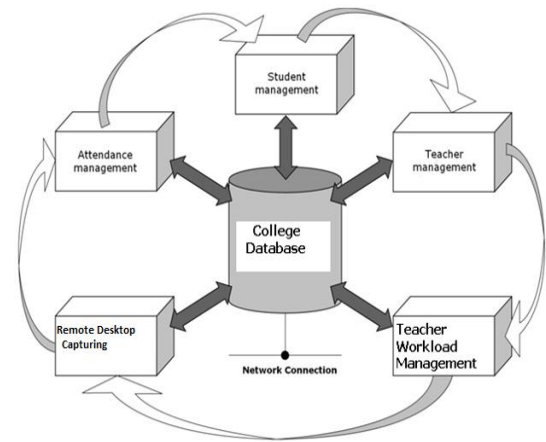 Student
management
Attendance
management
Teacher
management
College
Database
Remote Desktop
Capturing
Teacher
Workload
Management
Network Connection